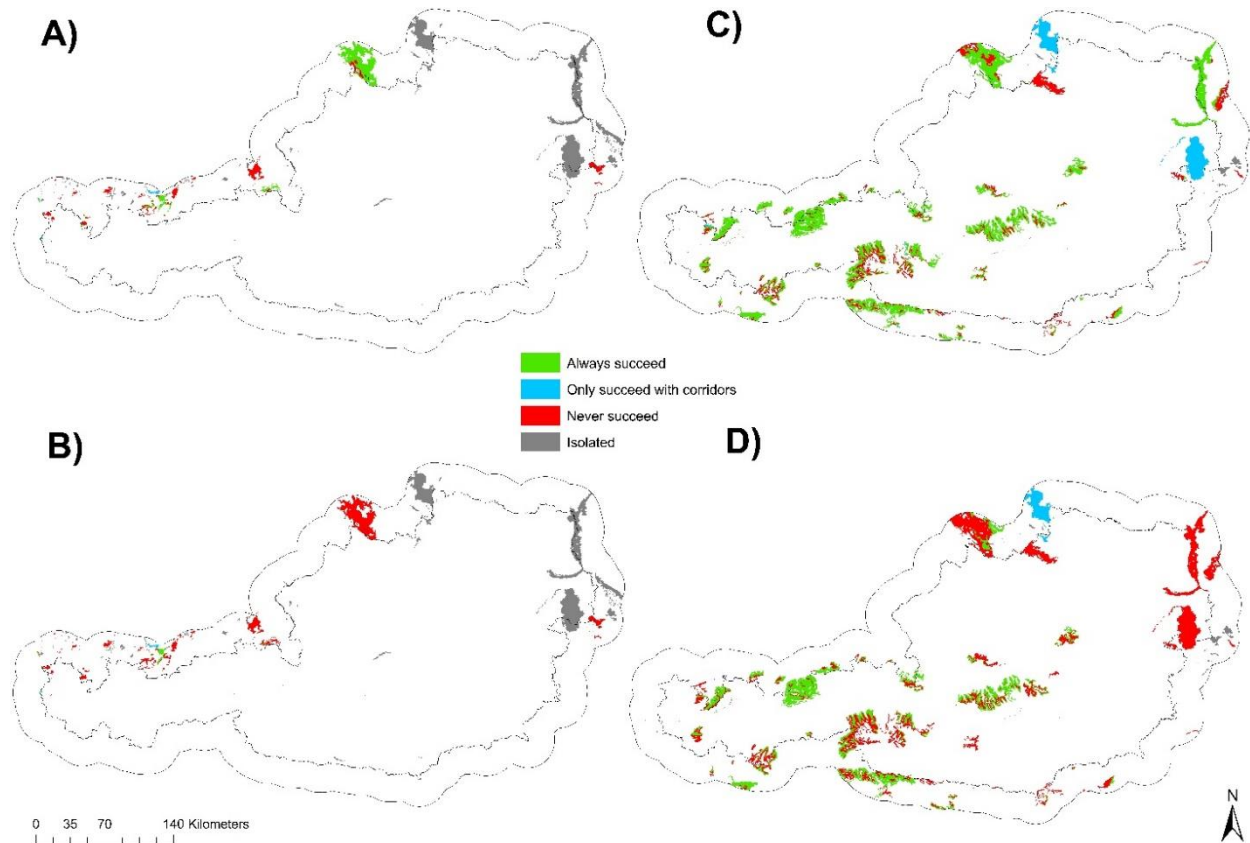 A)
C)
Always succeed
Only succeed with corridors
Never succeed
Isolated
B)
D)
0 35 70 140 Kilometers
N